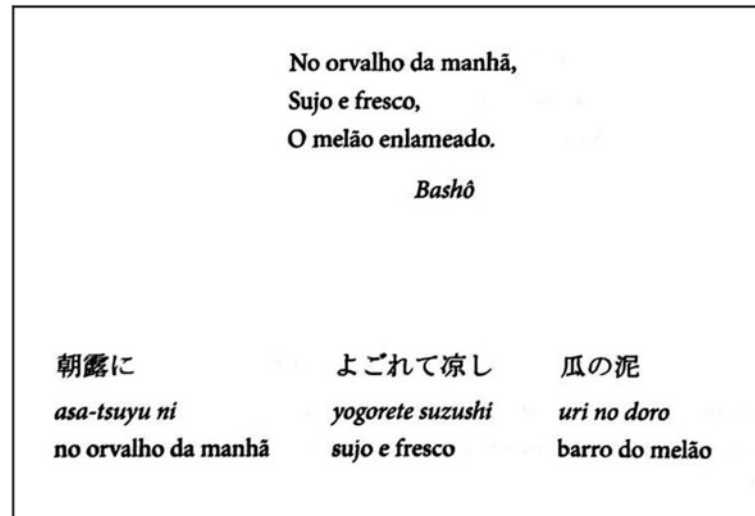 No orvalho da manhã,
Sujo e fresco,
O melão enlameado.
Bashô
朝露に よごれて凉し 瓜の泥
asa-tsuyu ni yogorete suzushi uri no doro
no orvalho da manhã sujo e fresco barro do melão